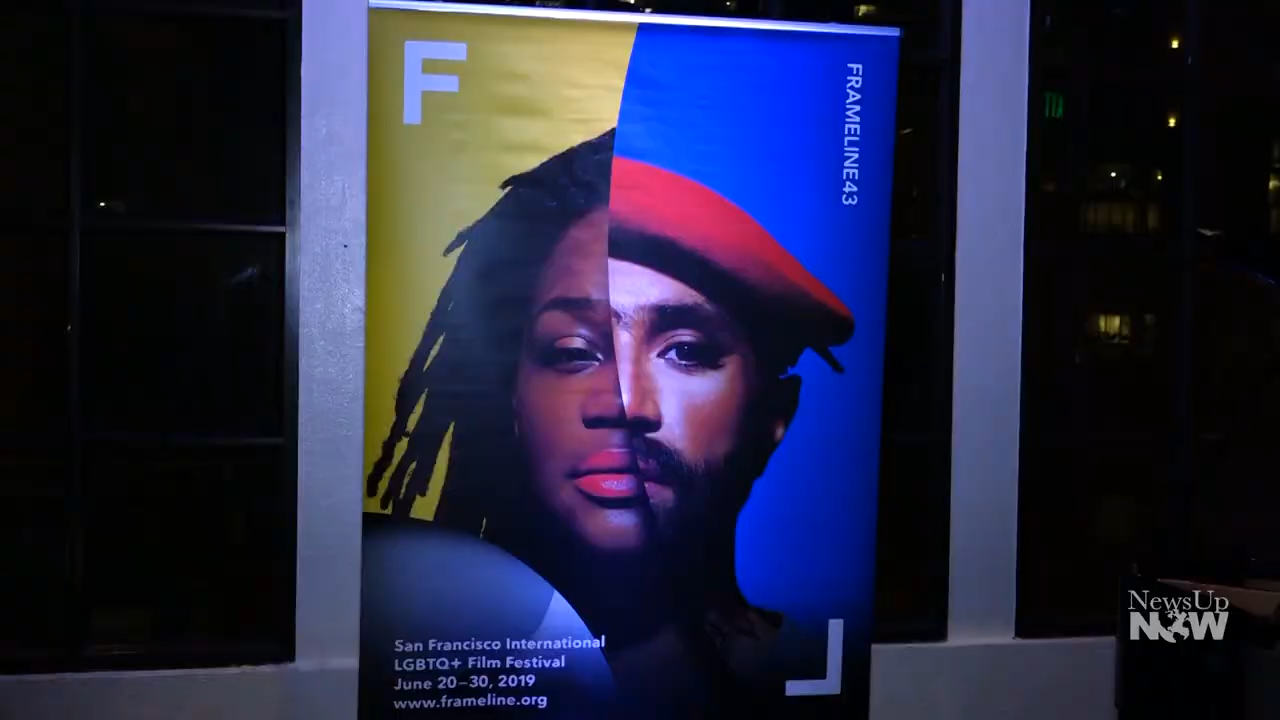 F
FRAMELINE43
San Francisco International
LGBTQ+ Film Festival
June 20–30, 2019
www.frameline.org
NewsUp
NOW